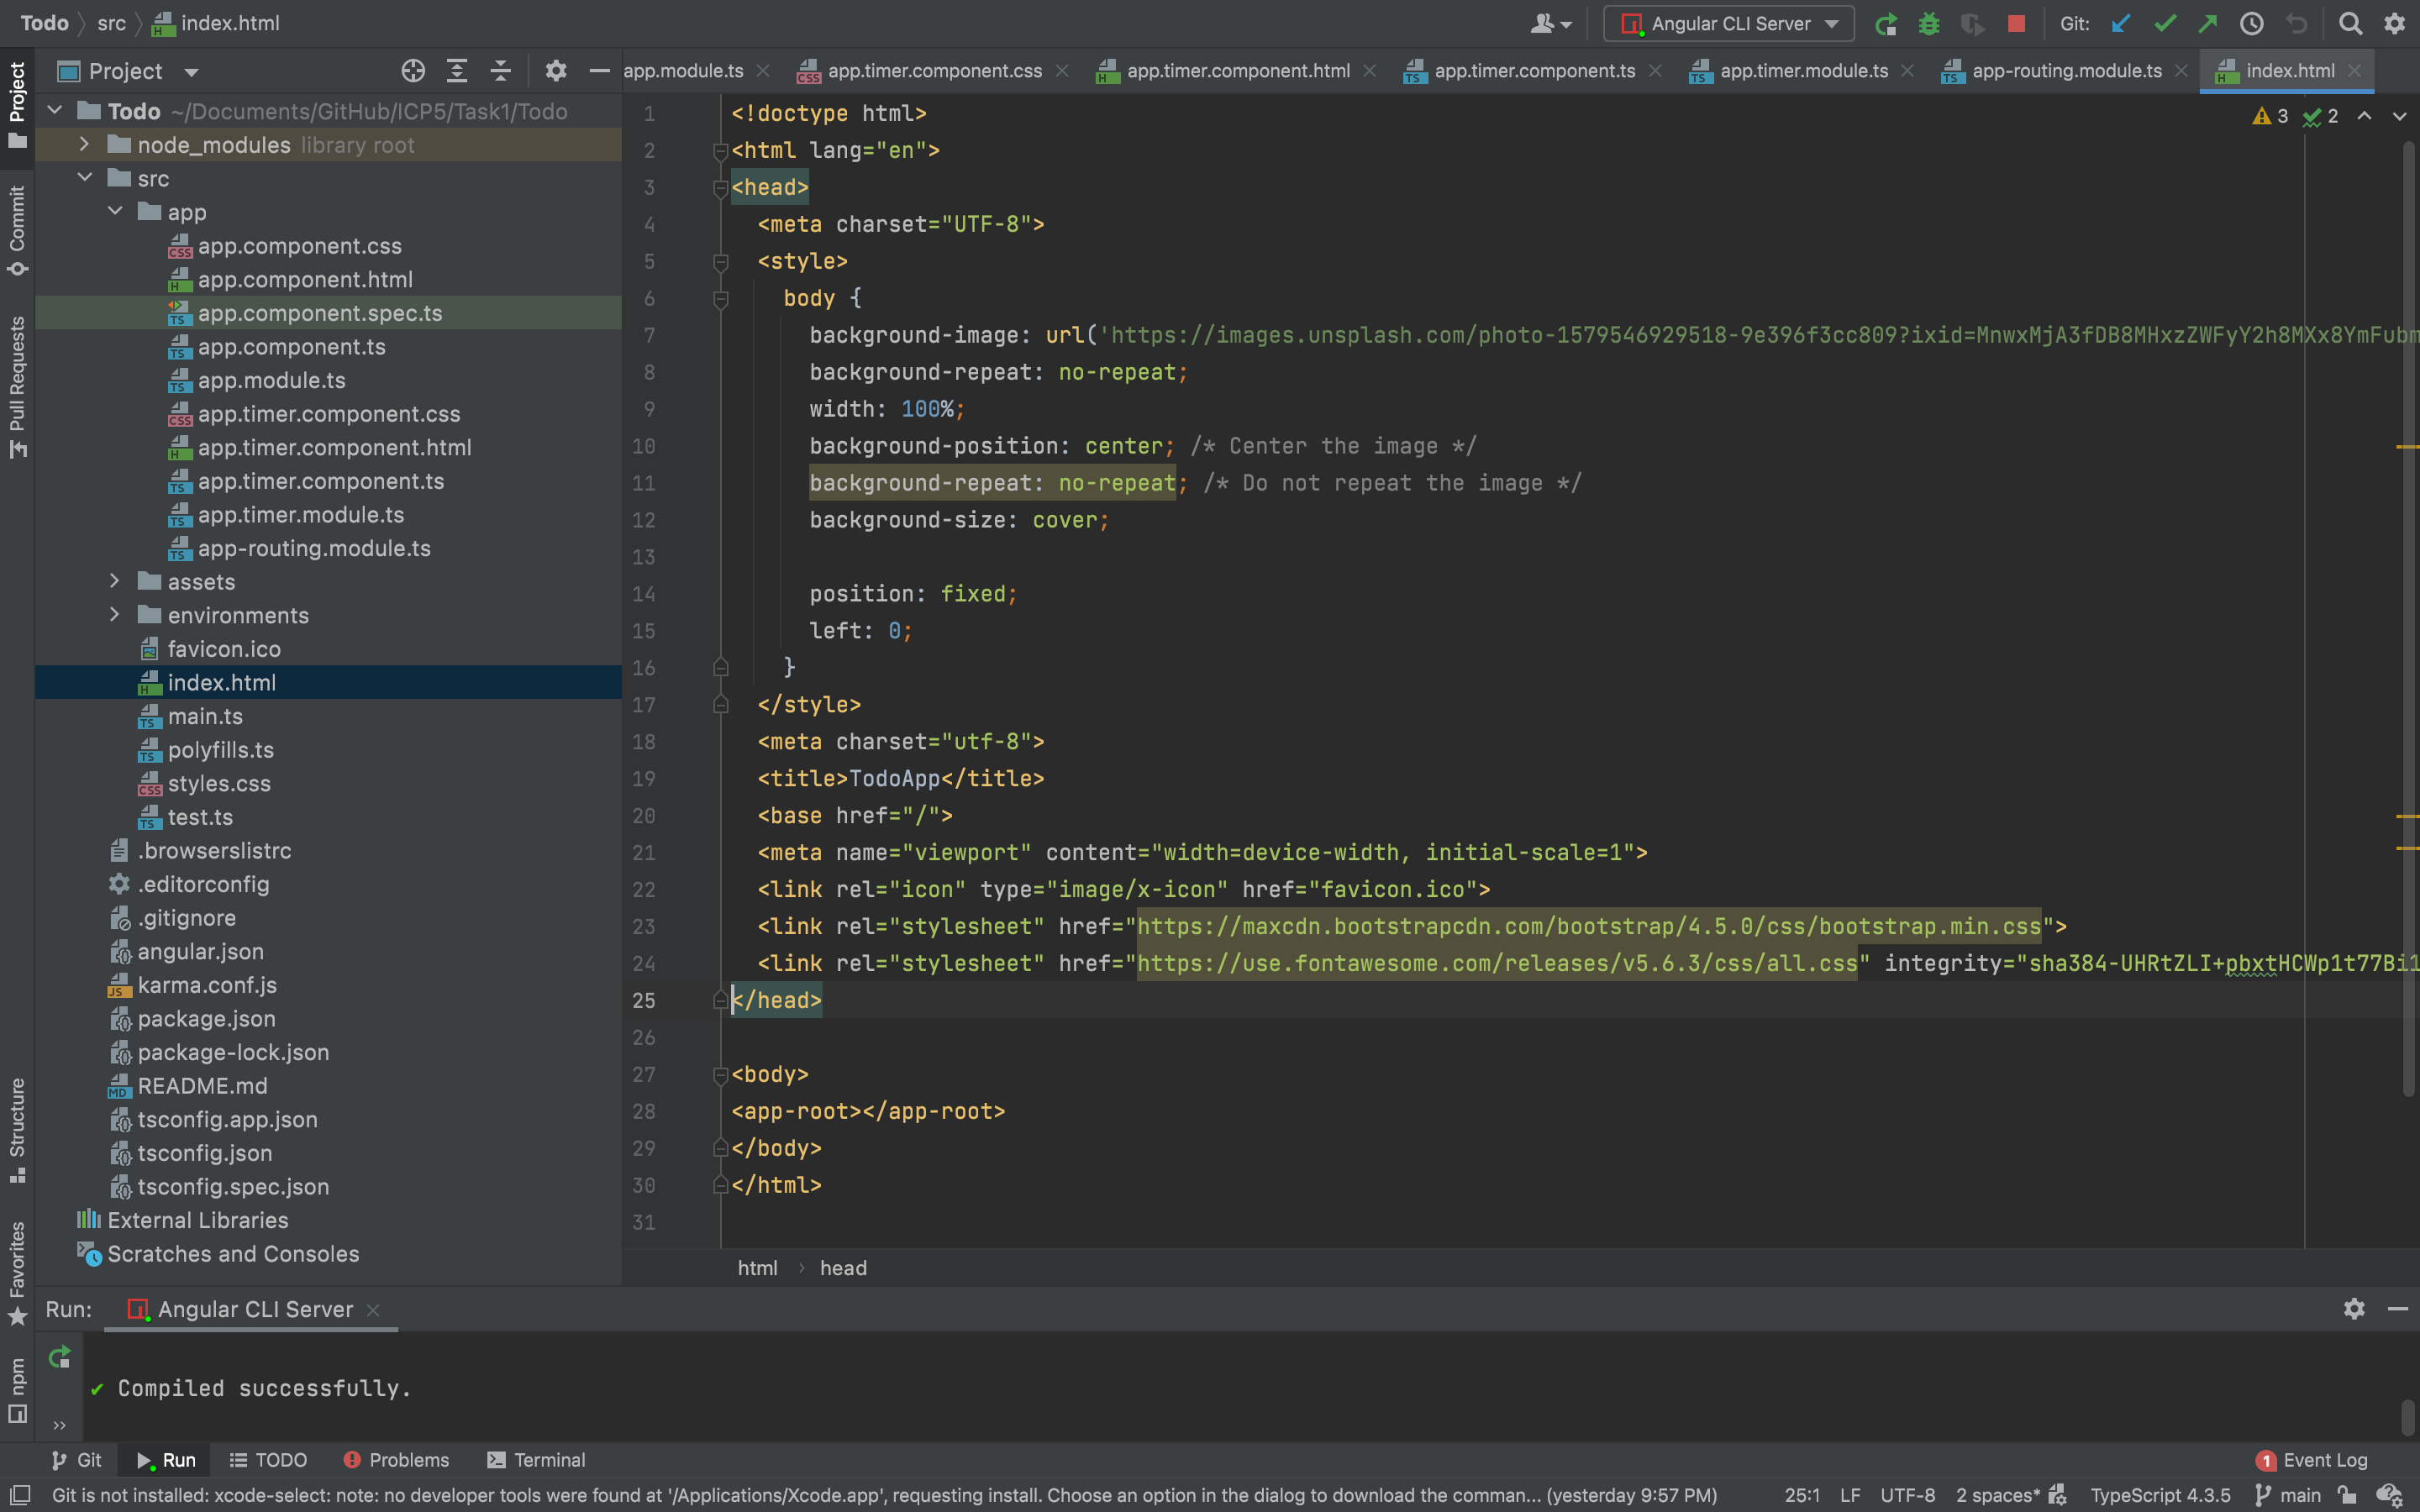 Todo src index.html
Angular CLI Server Git:
Project
app.module.ts app.timer.component.css app.timer.component.html app.timer.component.ts app.timer.module.ts app-routing.module.ts index.html
Project
Commit
Pull Requests
Structure
Favorites
npm
Todo ~/Documents/GitHub/ICP5/Task1/Todo
node_modules library root
src
app
app.component.css
app.component.html
app.component.spec.ts
app.component.ts
app.module.ts
app.timer.component.css
app.timer.component.html
app.timer.component.ts
app.timer.module.ts
app-routing.module.ts
assets
environments
favicon.ico
index.html
main.ts
polyfills.ts
styles.css
test.ts
.browserslistrc
.editorconfig
.gitignore
angular.json
karma.conf.js
package.json
package-lock.json
README.md
tsconfig.app.json
tsconfig.json
tsconfig.spec.json
External Libraries
Scratches and Consoles
3 2
1 <!doctype html>
2 <html lang="en">
3 <head>
4 <meta charset="UTF-8">
5 <style>
6 body {
7 background-image: url('https://images.unsplash.com/photo-1579546929518-9e396f3cc809?ixid=MnwxMjA3fDB8MHxzZWFyY2h8MXx8YmFubm
8 background-repeat: no-repeat;
9 width: 100%;
10 background-position: center; /* Center the image */
11 background-repeat: no-repeat; /* Do not repeat the image */
12 background-size: cover;
13
14 position: fixed;
15 left: 0;
16 }
17 </style>
18 <meta charset="utf-8">
19 <title>TodoApp</title>
20 <base href="/">
21 <meta name="viewport" content="width=device-width, initial-scale=1">
22 <link rel="icon" type="image/x-icon" href="favicon.ico">
23 <link rel="stylesheet" href="https://maxcdn.bootstrapcdn.com/bootstrap/4.5.0/css/bootstrap.min.css">
24 <link rel="stylesheet" href="https://use.fontawesome.com/releases/v5.6.3/css/all.css" integrity="sha384-UHRtZLI+pbxtHCWp1t77Bi1
25 </head>
26
27 <body>
28 <app-root></app-root>
29 </body>
30 </html>
31
html head
Run: Angular CLI Server
✔ Compiled successfully.
Git Run TODO Problems Terminal 1 Event Log
Git is not installed: xcode-select: note: no developer tools were found at '/Applications/Xcode.app', requesting install. Choose an option in the dialog to download the comman... (yesterday 9:57 PM) 25:1 LF UTF-8 2 spaces* TypeScript 4.3.5 main